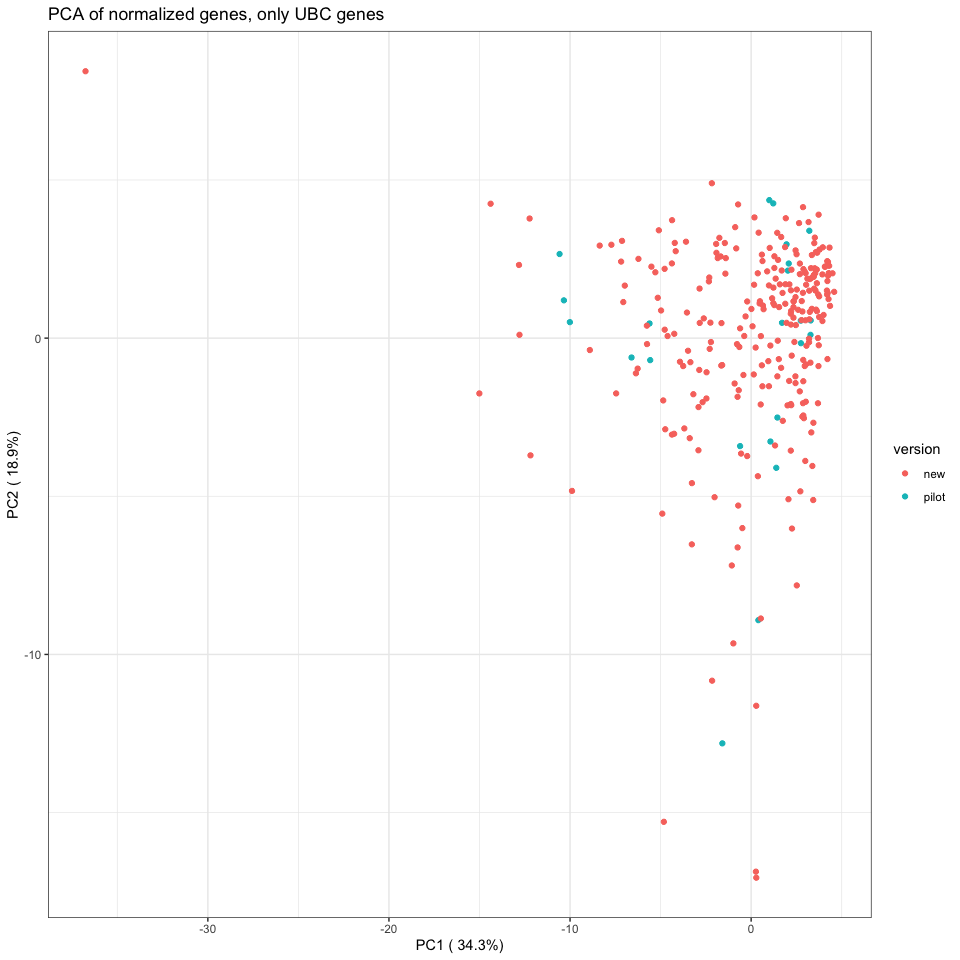 PCA of normalized genes, only UBC genes
0
-10
PC2 ( 18.9%)
-30
-20
-10
0
PC1 ( 34.3%)
version
new
pilot